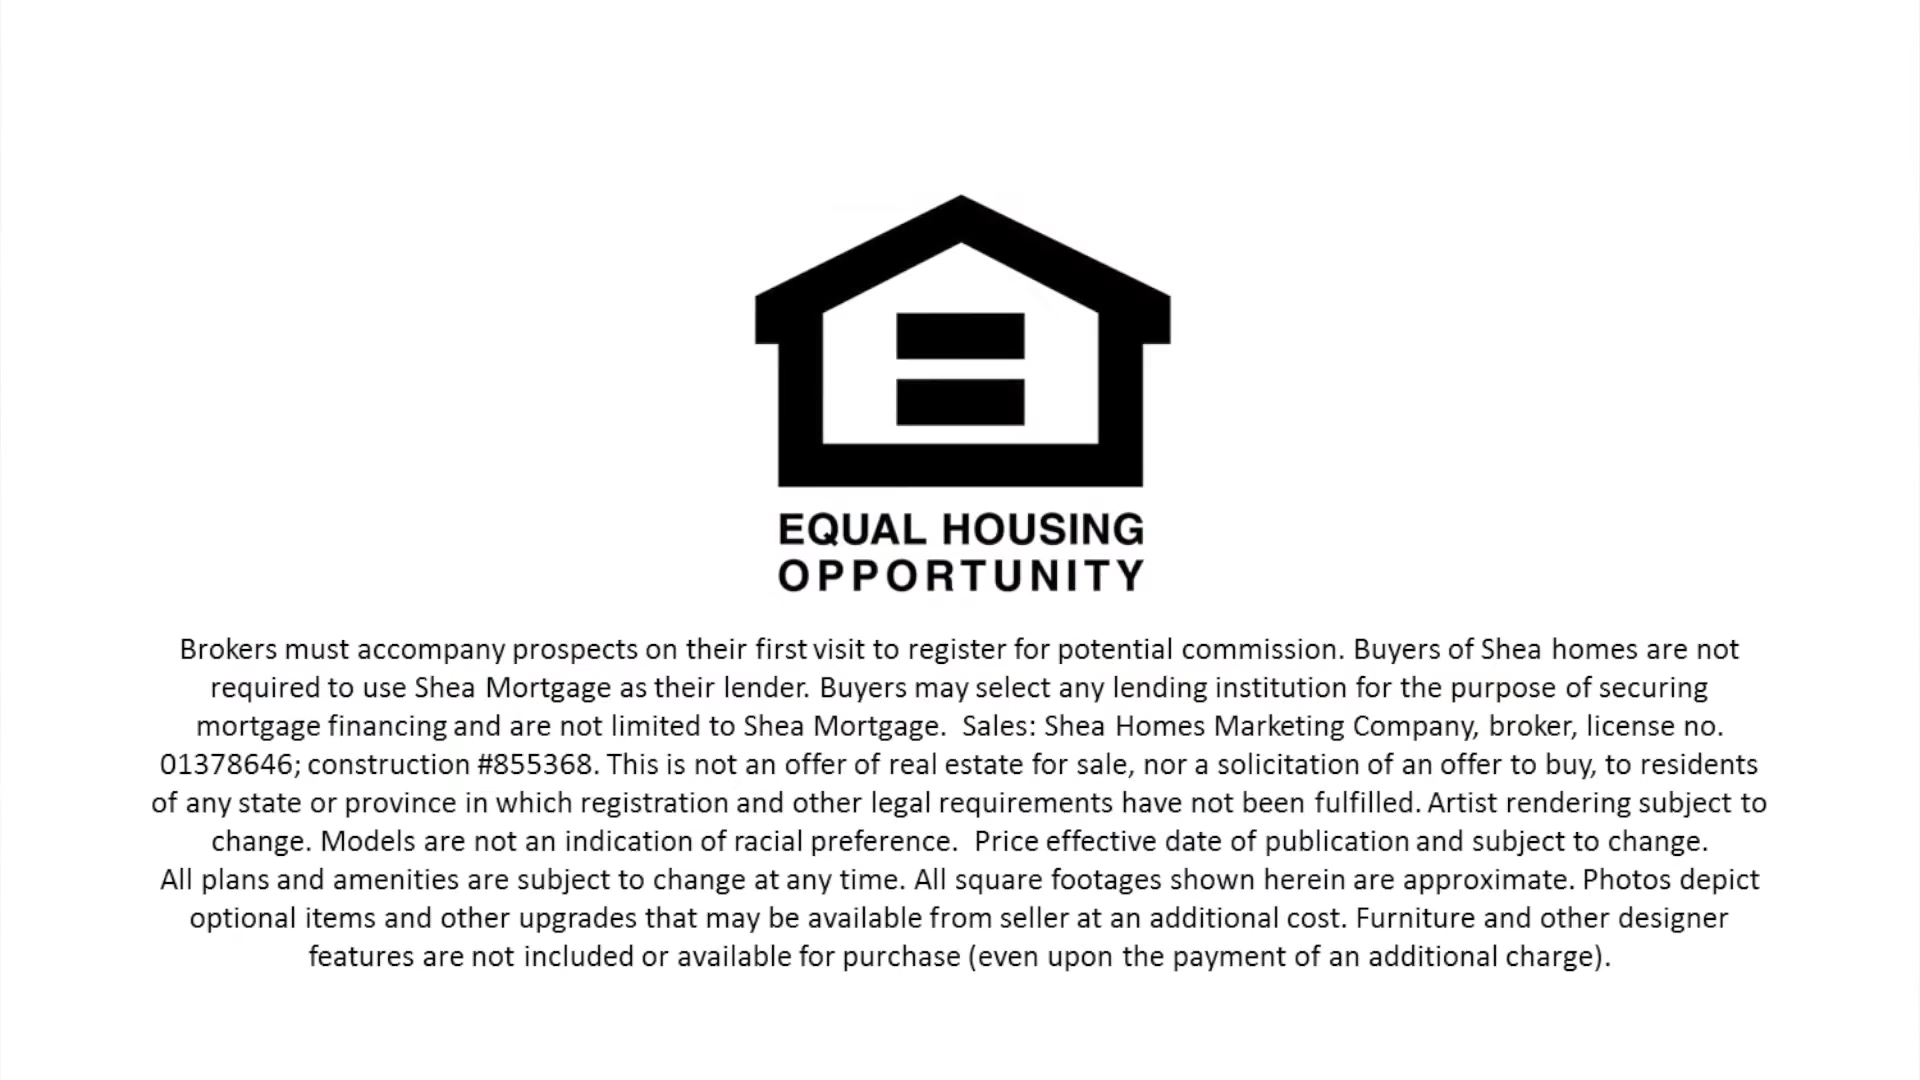 EQUAL HOUSING
OPPORTUNITY
Brokers must accompany prospects on their first visit to register for potential commission. Buyers of Shea homes are not
required to use Shea Mortgage as their lender. Buyers may select any lending institution for the purpose of securing
mortgage financing and are not limited to Shea Mortgage.  Sales: Shea Homes Marketing Company, broker, license no.
01378646; construction #855368. This is not an offer of real estate for sale, nor a solicitation of an offer to buy, to residents
of any state or province in which registration and other legal requirements have not been fulfilled. Artist rendering subject to
change. Models are not an indication of racial preference.  Price effective date of publication and subject to change.
All plans and amenities are subject to change at any time. All square footages shown herein are approximate. Photos depict
optional items and other upgrades that may be available from seller at an additional cost. Furniture and other designer
features are not included or available for purchase (even upon the payment of an additional charge).